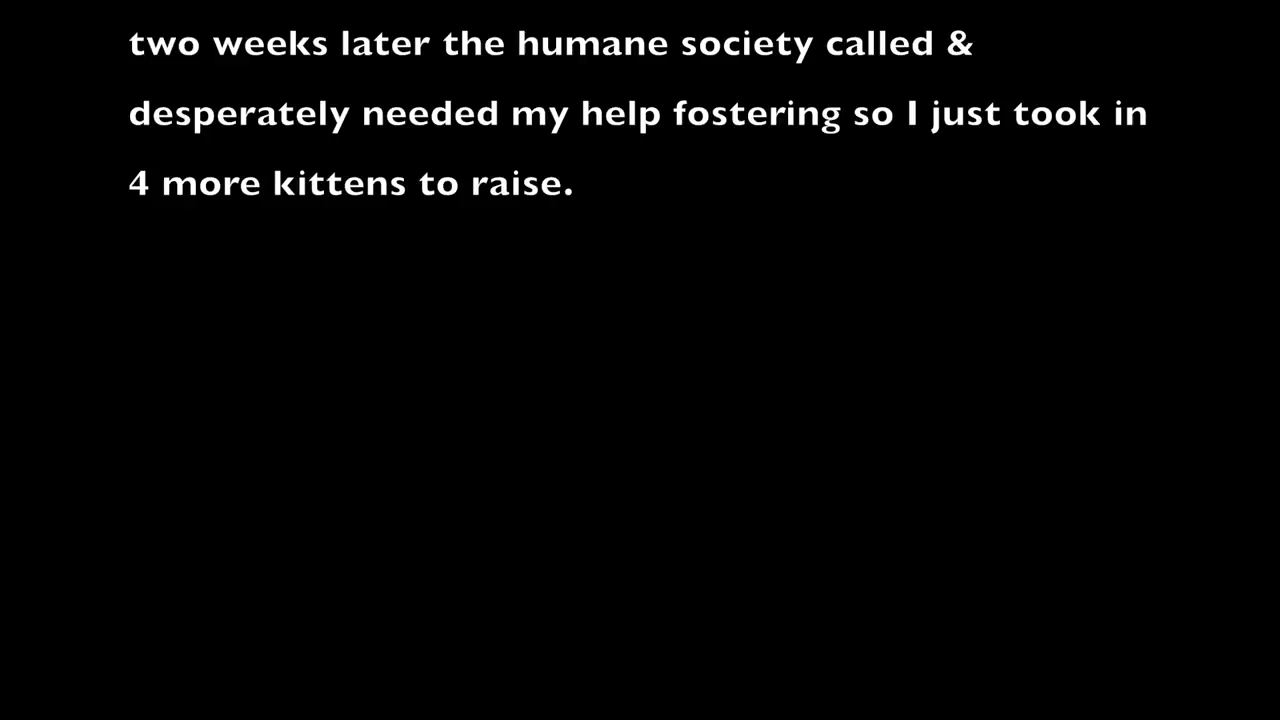 two weeks later the humane society called &
desperately needed my help fostering so I just took in
4 more kittens to raise.